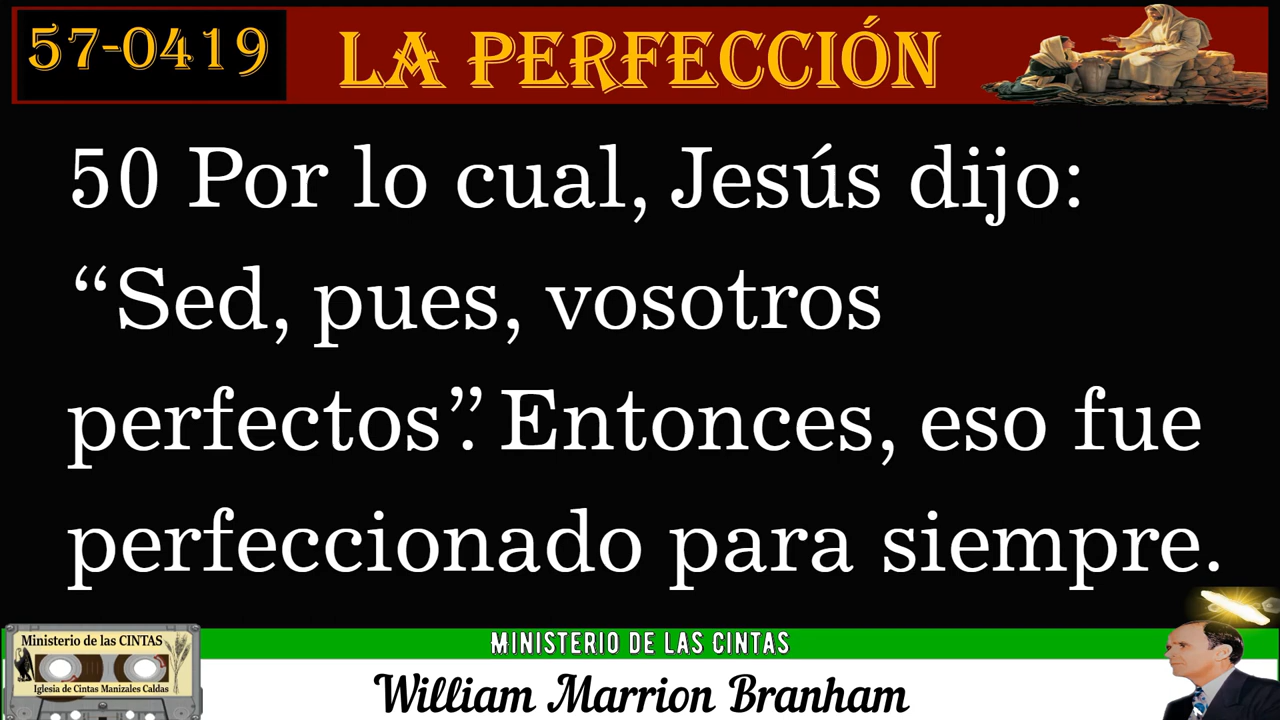 57-0419
LA PERFECCIÓN
50 Por lo cual, Jesús dijo:
“Sed, pues, vosotros
perfectos”. Entonces, eso fue
perfeccionado para siempre.
Ministerio de las CINTAS
Iglesia de Cintas Manizales Caldas
MINISTERIO DE LAS CINTAS
William Marrion Branham